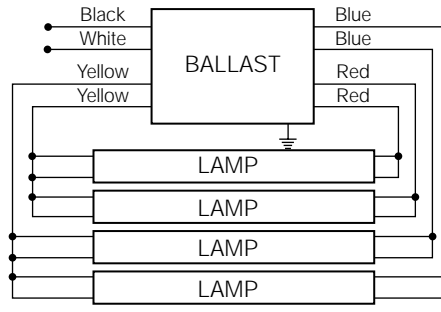 Black
Blue
White
Blue
BALLAST
Yellow
Red
Yellow
Red
LAMP
LAMP
LAMP
LAMP